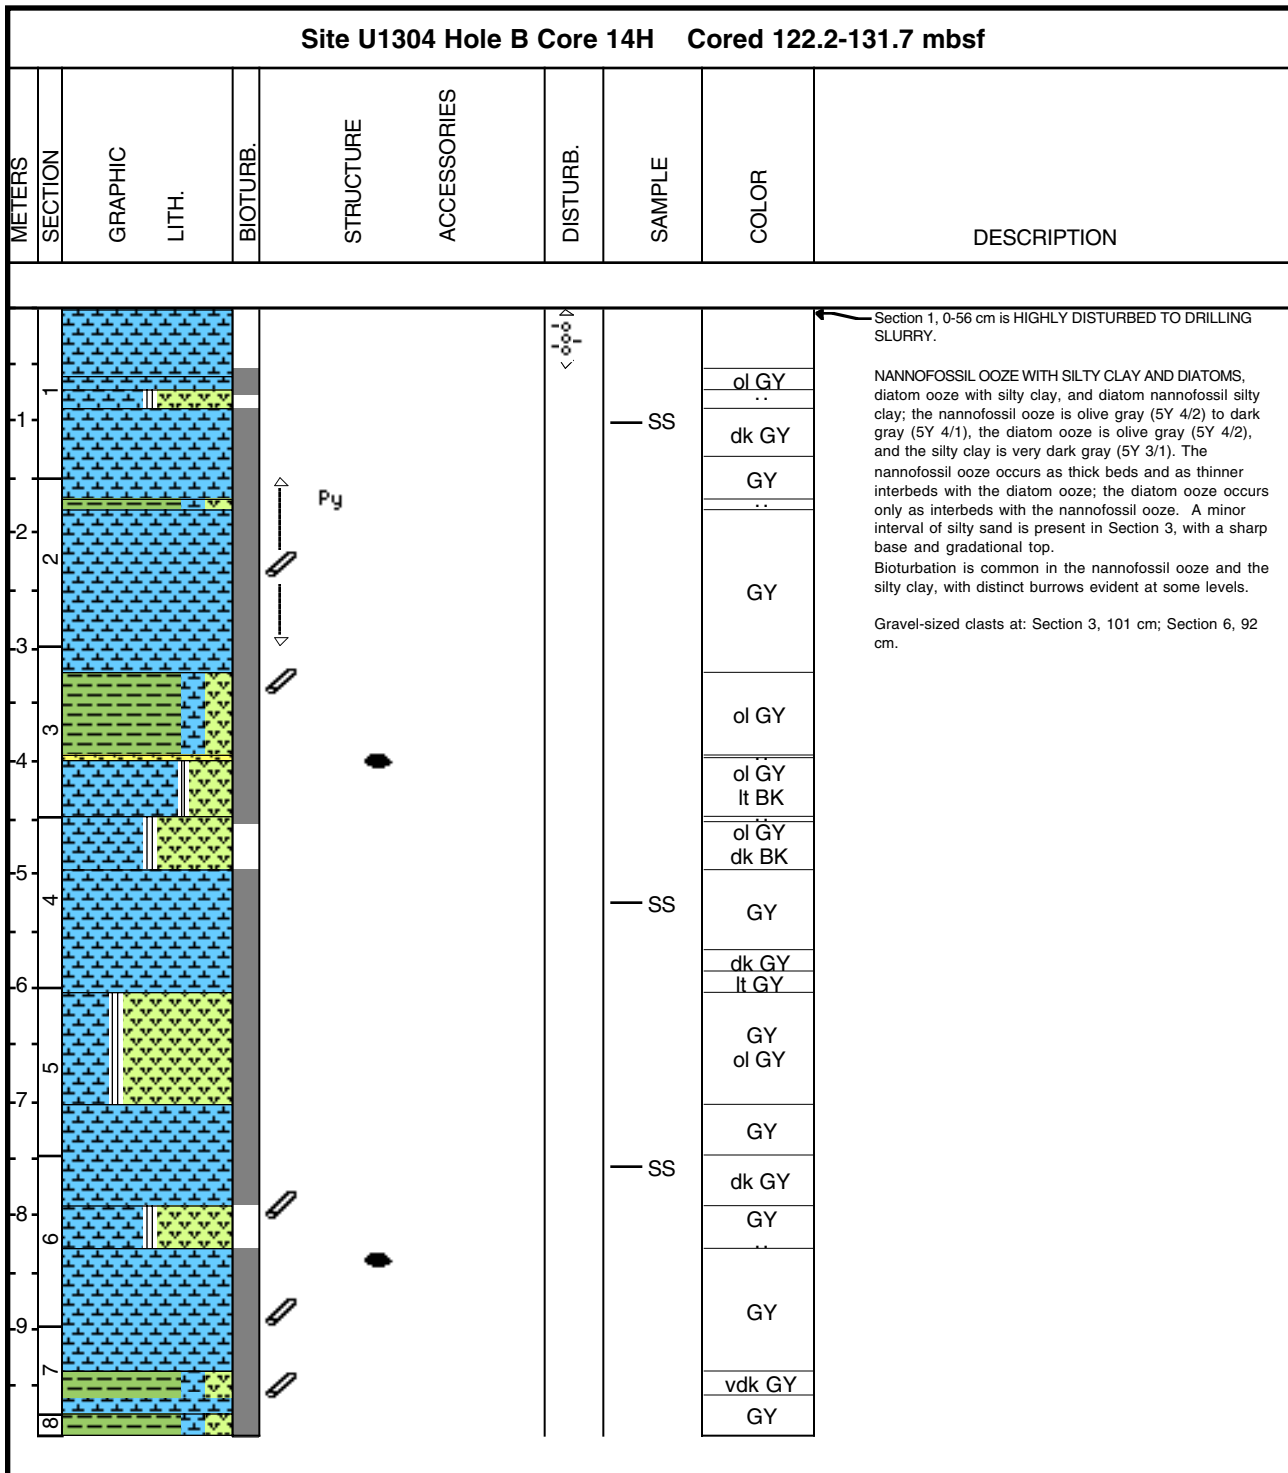 Site U1304 Hole B Core 14H Cored 122.2-131.7 mbsf
METERS
SECTION
GRAPHIC
LITH.
BIOTURB.
STRUCTURE
ACCESSORIES
DISTURB.
SAMPLE
COLOR
DESCRIPTION
Section 1, 0-56 cm is HIGHLY DISTURBED TO DRILLING
SLURRY.
NANNOFOSSIL OOZE WITH SILTY CLAY AND DIATOMS,
diatom ooze with silty clay, and diatom nannofossil silty
clay; the nannofossil ooze is olive gray (5Y 4/2) to dark
gray (5Y 4/1), the diatom ooze is olive gray (5Y 4/2),
and the silty clay is very dark gray (5Y 3/1). The
nannofossil ooze occurs as thick beds and as thinner
interbeds with the diatom ooze; the diatom ooze occurs
only as interbeds with the nannofossil ooze. A minor
interval of silty sand is present in Section 3, with a sharp
base and gradational top.
Bioturbation is common in the nannofossil ooze and the
silty clay, with distinct burrows evident at some levels.
Gravel-sized clasts at: Section 3, 101 cm; Section 6, 92
cm.
1
2
3
4
5
6
7
8
9
1
2
3
4
5
6
7
8
Py
SS
SS
SS
ol GY
..
dk GY
GY
..
GY
ol GY
..
ol GY
lt BK
..
ol GY
dk BK
GY
dk GY
lt GY
GY
ol GY
GY
dk GY
GY
..
GY
vdk GY
GY